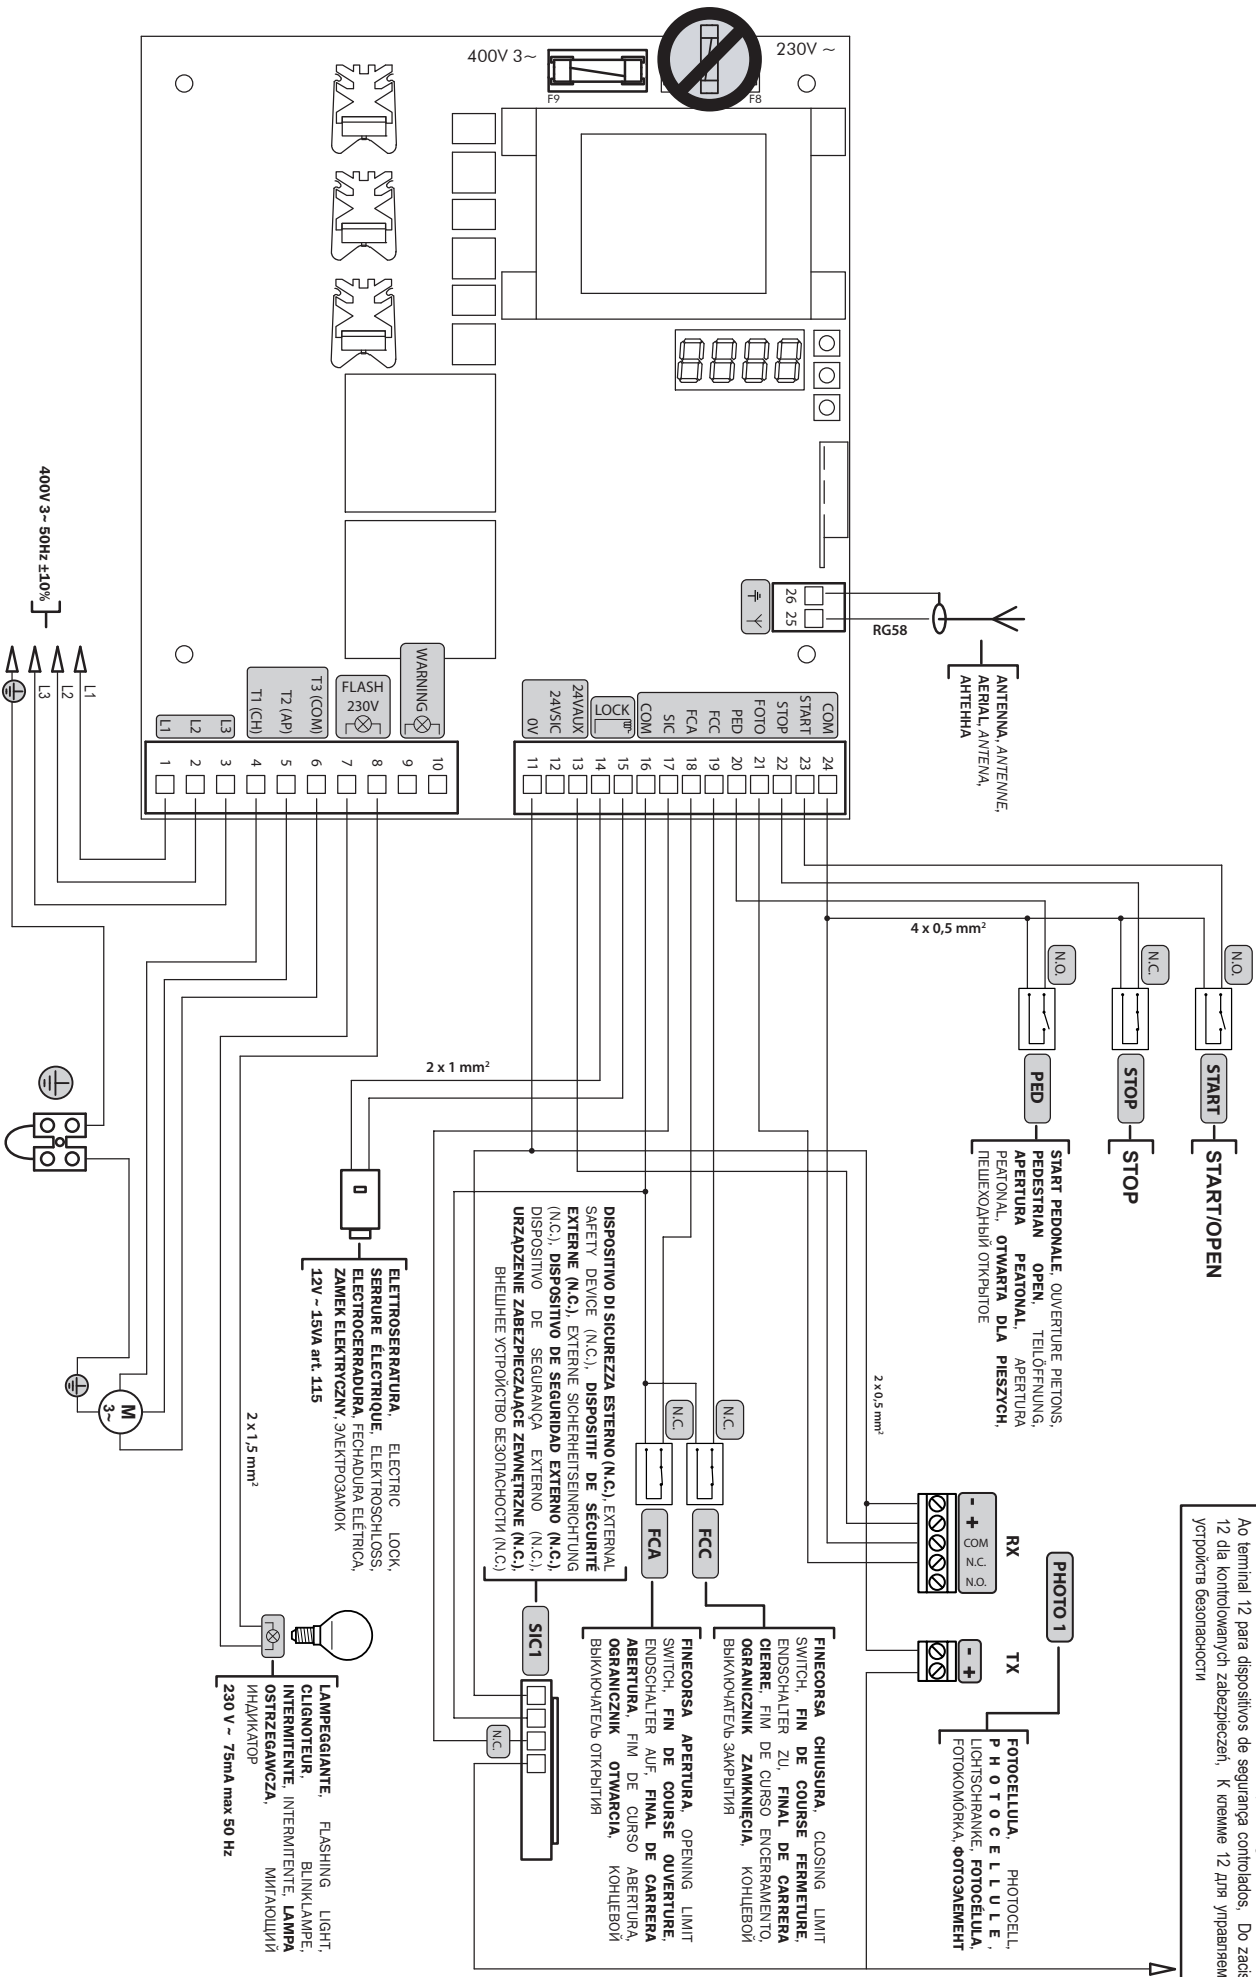 400V 3~
230V ~
F9
F8
26
25
RG58
ANTENNA, ANTENNE,
AERIAL, ANTENA,
АНТЕННА
400V 3~ 50Hz ±10%
L1
L2
L3
WARNING
FLASH
230V
T3 (COM)
T2 (AP)
T1 (CH)
L3
L2
L1
1
2
3
4
5
6
7
8
9
10
0V
24VSIC
24VAUX
LOCK
COM
SIC
FCA
FCC
PED
FOTO
STOP
START
COM
11
12
13
14
15
16
17
18
19
20
21
22
23
24
4 x 0,5 mm²
N.O.
N.C.
N.O.
START
START/OPEN
STOP
STOP
PED
START PEDONALE, OUVERTURE PIETONS,
PEDESTRIAN OPEN, TEILÖFFNUNG,
APERTURA PEATONAL, APERTURA
PEATONAL, OTWARTA DLA PIESZYCH,
ПЕШЕХОДНЫЙ ОТКРЫТОЕ
2 x 1 mm²
ELETTROSERRATURA, ELECTRIC LOCK,
SERRURE ÉLECTRIQUE, ELEKTROSCHLOSS,
ELECTROCERRADURA, FECHADURA ELÉTRICA,
ZAMEK ELEKTRYCZNY, ЭЛЕКТРОЗАМОК
12V ~ 15VA art. 115
DISPOSITIVO DI SICUREZZA ESTERNO (N.C.), EXTERNAL
SAFETY DEVICE (N.C.), DISPOSITIF DE SÉCURITÉ
EXTERNE (N.C.), EXTERNE SICHERHEITSEINRICHTUNG
(N.C.), DISPOSITIVO DE SEGURIDAD EXTERNO (N.C.),
DISPOSITIVO DE SEGURANÇA EXTERNO (N.C.),
URZĄDZENIE ZABEZPIECZAJĄCE ZEWNĘTRZNE (N.C.),
ВНЕШНЕЕ УСТРОЙСТВО БЕЗОПАСНОСТИ (N.C.)
SIC1
N.C.
M
3~
2 x 1,5 mm²
LAMPEGGIANTE, FLASHING LIGHT,
CLIGNOTEUR, BLINKLAMPE,
INTERMITENTE, INTERMITENTE, LAMPA
OSTRZEGAWCZA, МИГАЮЩИЙ
ИНДИКАТОР
230 V ~ 75mA max 50 Hz
N.C.
N.C.
FCC
FCA
FINECORSA CHIUSURA, CLOSING LIMIT
SWITCH, FIN DE COURSE FERMETURE,
ENDSCHALTER ZU, FINAL DE CARRERA
CIERRE, FIM DE CURSO ENCERRAMENTO,
OGRANICZNIK ZAMKNIĘCIA, КОНЦЕВОЙ
ВЫКЛЮЧАТЕЛЬ ЗАКРЫТИЯ
FINECORSA APERTURA, OPENING LIMIT
SWITCH, FIN DE COURSE OUVERTURE,
ENDSCHALTER AUF, FINAL DE CARRERA
ABERTURA, FIM DE CURSO ABERTURA,
OGRANICZNIK OTWARCIA, КОНЦЕВОЙ
ВЫКЛЮЧАТЕЛЬ ОТКРЫТИЯ
2 x 0,5 mm²
RX
- + COM N.C. N.O.
TX
- +
PHOTO 1
FOTOCELLULA, PHOTOCELL,
PHOTOCELLULE,
LICHTSCHRANKE, FOTOCÉLULA,
FOTOKOMÓRKA, ФОТОЭЛЕМЕНТ
Ao terminal 12 para dispositivos de segurança controlados, Do
12 dla kontrolowanych zabezpieczeń, К клемме 12 для
устройств безопасности